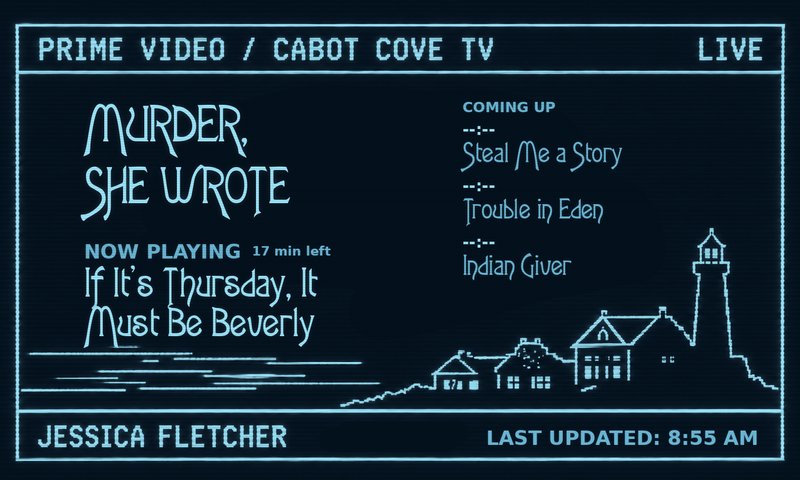 PRIME VIDEO / CABOT COVE TV
LIVE
MURDER,
SHE WROTE
NOW PLAYING 17 min left
If It's Thursday, It
Must Be Beverly
COMING UP
--:--
Steal Me a Story
--:--
Trouble in Eden
--:--
Indian Giver
JESSICA FLETCHER
LAST UPDATED: 8:55 AM